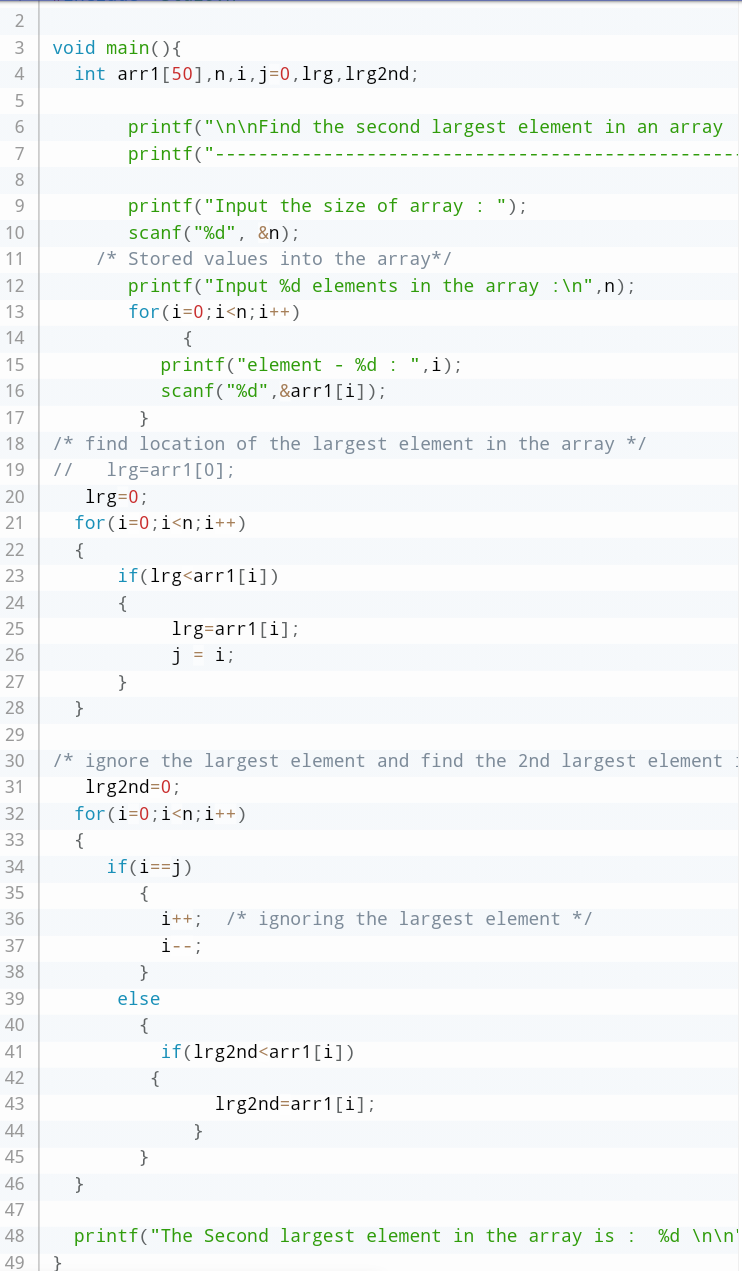 2
3 void main(){
4   int arr1[50],n,i,j=0,lrg,lrg2nd;
5
6        printf("\n\nFind the second largest element in an array
7        printf("------------------------------------------------
8
9        printf("Input the size of array : ");
10        scanf("%d", &n);
11     /* Stored values into the array*/
12        printf("Input %d elements in the array :\n",n);
13        for(i=0;i<n;i++)
14             {
15           printf("element - %d : ",i);
16           scanf("%d",&arr1[i]);
17         }
18 /* find location of the largest element in the array */
19 //   lrg=arr1[0];
20    lrg=0;
21   for(i=0;i<n;i++)
22   {
23       if(lrg<arr1[i])
24       {
25            lrg=arr1[i];
26            j = i;
27       }
28   }
29
30 /* ignore the largest element and find the 2nd largest element
31    lrg2nd=0;
32   for(i=0;i<n;i++)
33   {
34      if(i==j)
35         {
36           i++;  /* ignoring the largest element */
37           i--;
38         }
39       else
40         {
41           if(lrg2nd<arr1[i])
42          {
43                lrg2nd=arr1[i];
44              }
45         }
46   }
47
48   printf("The Second largest element in the array is :  %d \n\n"
49 }